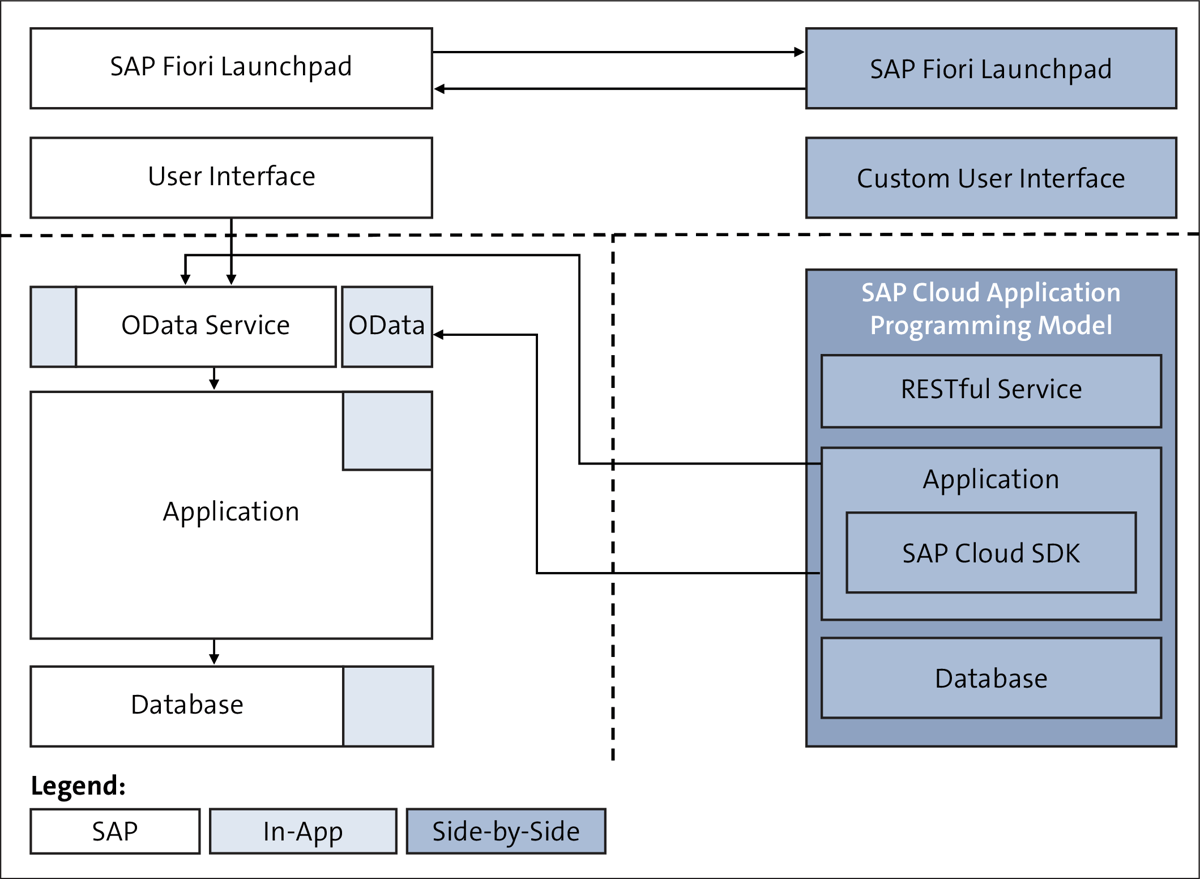 SAP Fiori Launchpad
SAP Fiori Launchpad
User Interface
Custom User Interface
OData Service
OData
SAP Cloud Application
Programming Model
RESTful Service
Application
Application
SAP Cloud SDK
Database
Database
Legend:
SAP
In-App
Side-by-Side